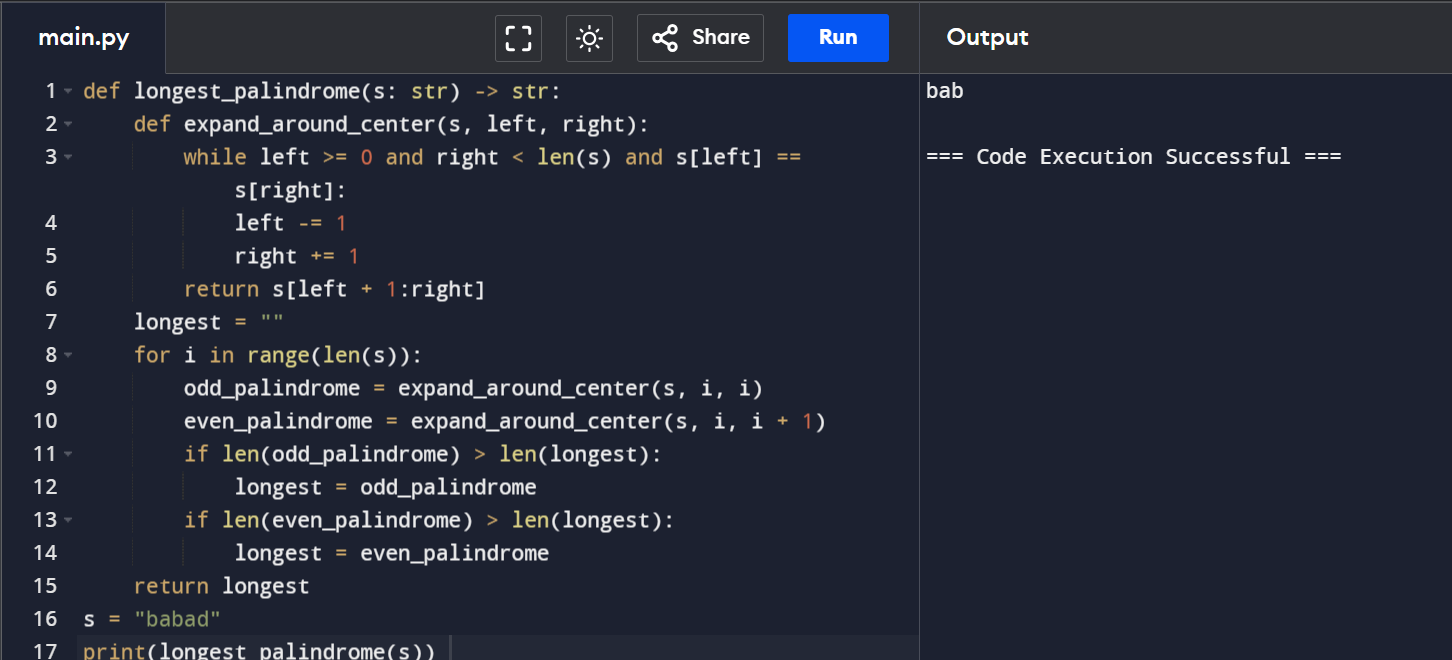 main.py
Share
Run
Output
1 def longest_palindrome(s: str) -> str:
2     def expand_around_center(s, left, right):
3         while left >= 0 and right < len(s) and s[left] ==
            s[right]:
4             left -= 1
5             right += 1
6         return s[left + 1:right]
7     longest = ""
8     for i in range(len(s)):
9         odd_palindrome = expand_around_center(s, i, i)
10         even_palindrome = expand_around_center(s, i, i + 1)
11         if len(odd_palindrome) > len(longest):
12             longest = odd_palindrome
13         if len(even_palindrome) > len(longest):
14             longest = even_palindrome
15     return longest
16 s = "babad"
17 print(longest_palindrome(s))
bab
=== Code Execution Successful ===